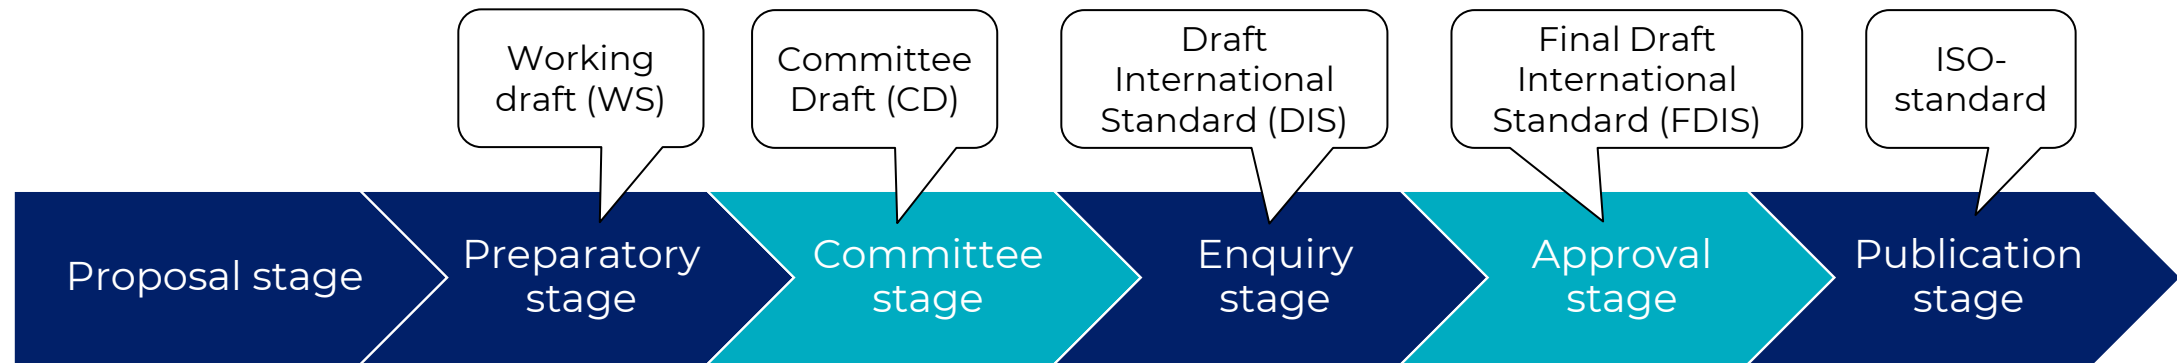 Working
draft (WS)
Committee
Draft (CD)
Draft
International
Standard (DIS)
Final Draft
International
Standard (FDIS)
ISO-
standard
Proposal stage
Preparatory
stage
Committee
stage
Enquiry
stage
Approval
stage
Publication
stage